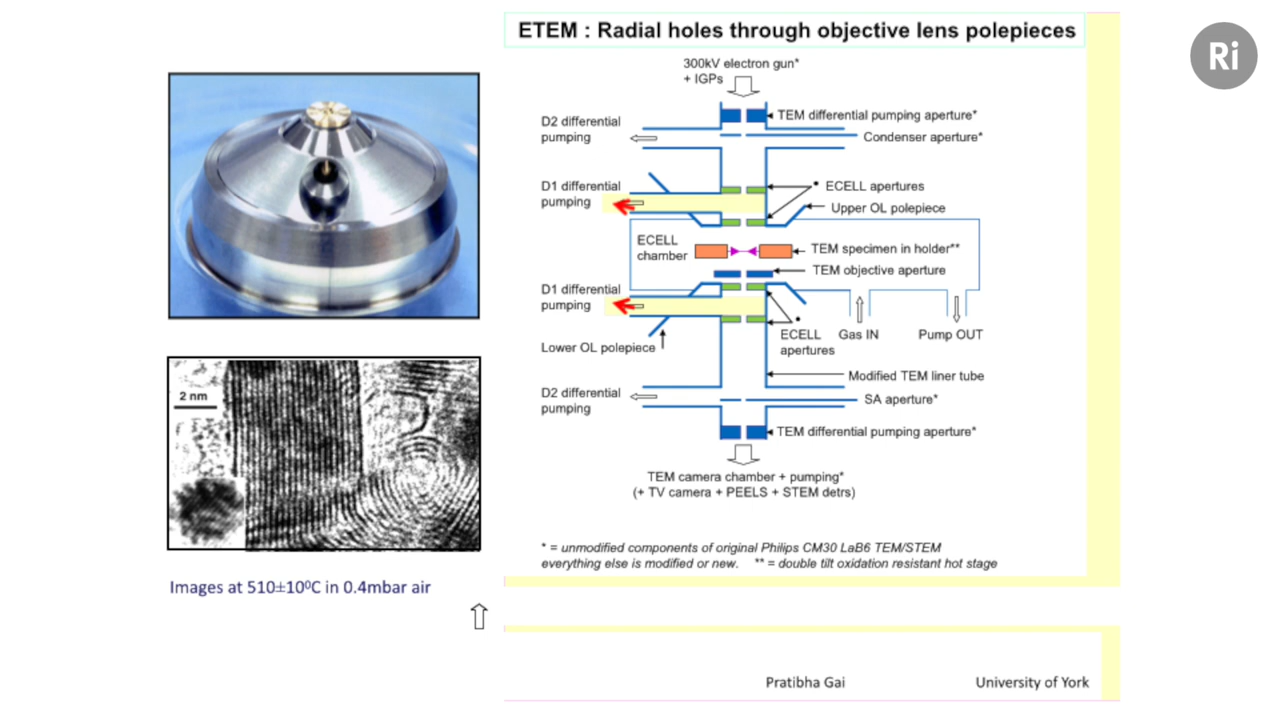 ETEM : Radial holes through objective lens polepieces
Ri
300kV electron gun*
+ IGPs
TEM differential pumping aperture*
D2 differential
pumping
Condenser aperture*
D1 differential
pumping
• ECELL apertures
Upper OL polepiece
ECELL
chamber
TEM specimen in holder**
TEM objective aperture
D1 differential
pumping
•
ECELL
apertures
Gas IN
Pump OUT
Lower OL polepiece
Modified TEM liner tube
D2 differential
pumping
SA aperture*
TEM differential pumping aperture*
TEM camera chamber + pumping*
(+ TV camera + PEELS + STEM detrs)
* = unmodified components of original Philips CM30 LaB6 TEM/STEM
everything else is modified or new. ** = double tilt oxidation resistant hot stage
2 nm
Images at 510±10⁰C in 0.4mbar air
Pratibha Gai
University of York